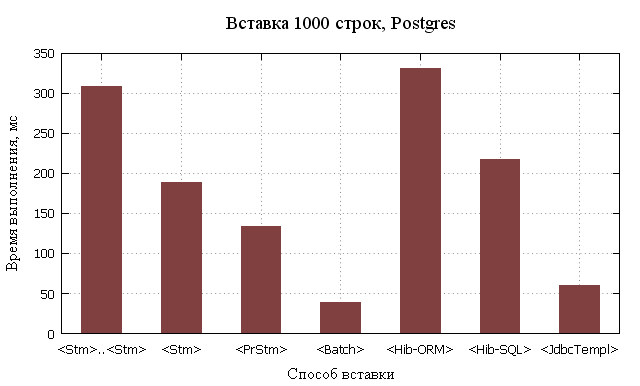 Вставка 1000 строк, Postgres
Время выполнения, мс
350
300
250
200
150
100
50
0
<Stm>..<Stm> <Stm> <PrStm> <Batch> <Hib-ORM> <Hib-SQL> <JdbcTempl>
Способ вставки